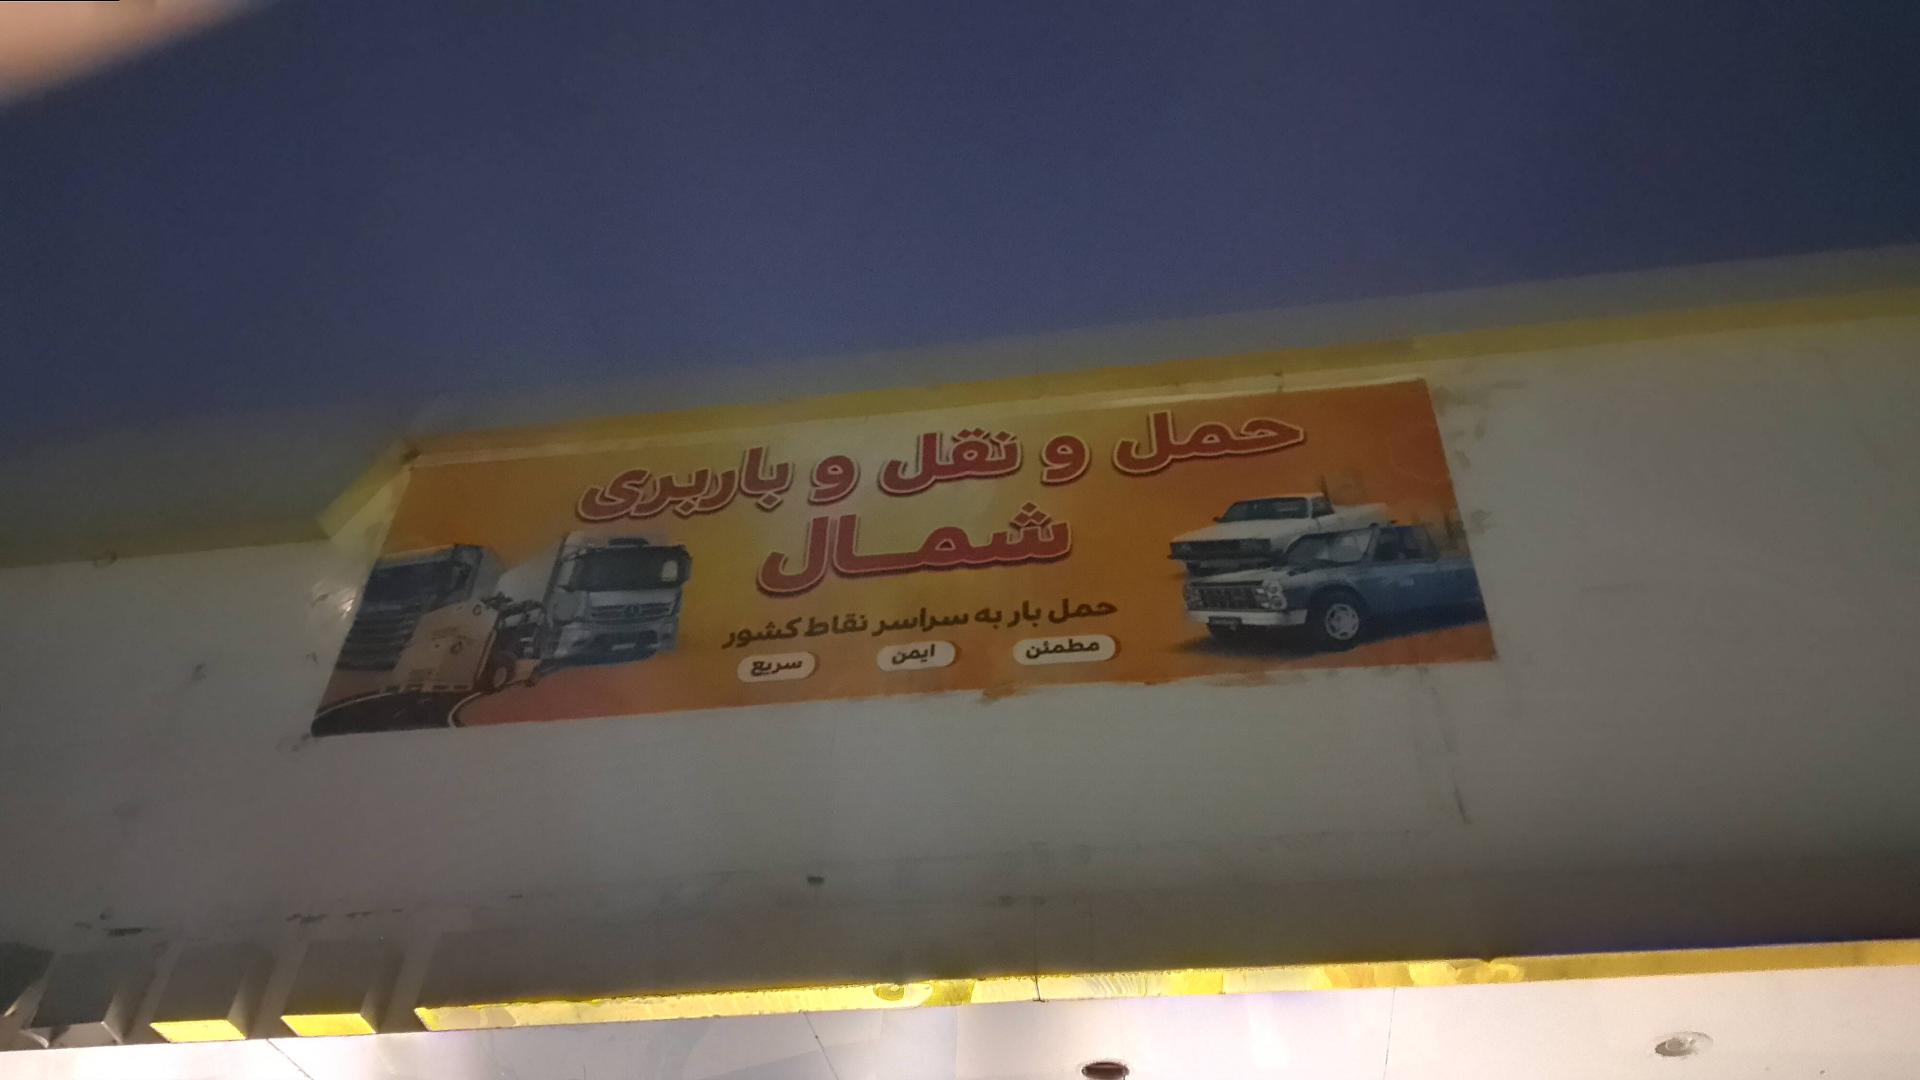 حمل و نقل و باربری
شمال
حمل بار به سراسر نقاط کشور
مطمئن ایمن سریع